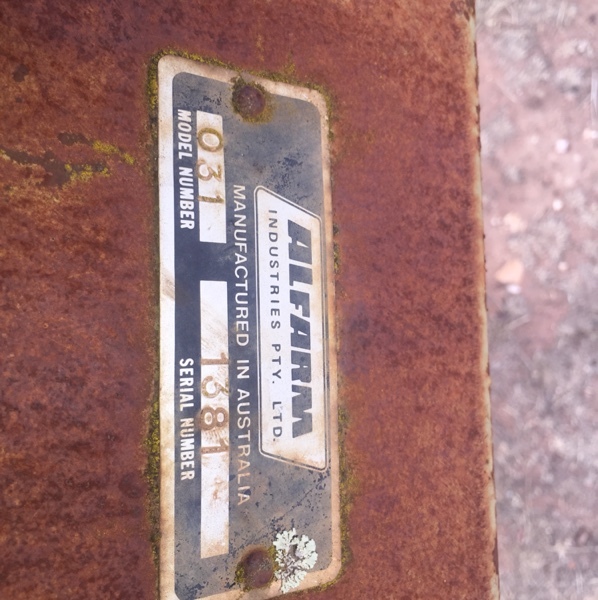 ALFARM
INDUSTRIES PTY. LTD.
MANUFACTURED IN AUSTRALIA
031 1381
MODEL NUMBER SERIAL NUMBER